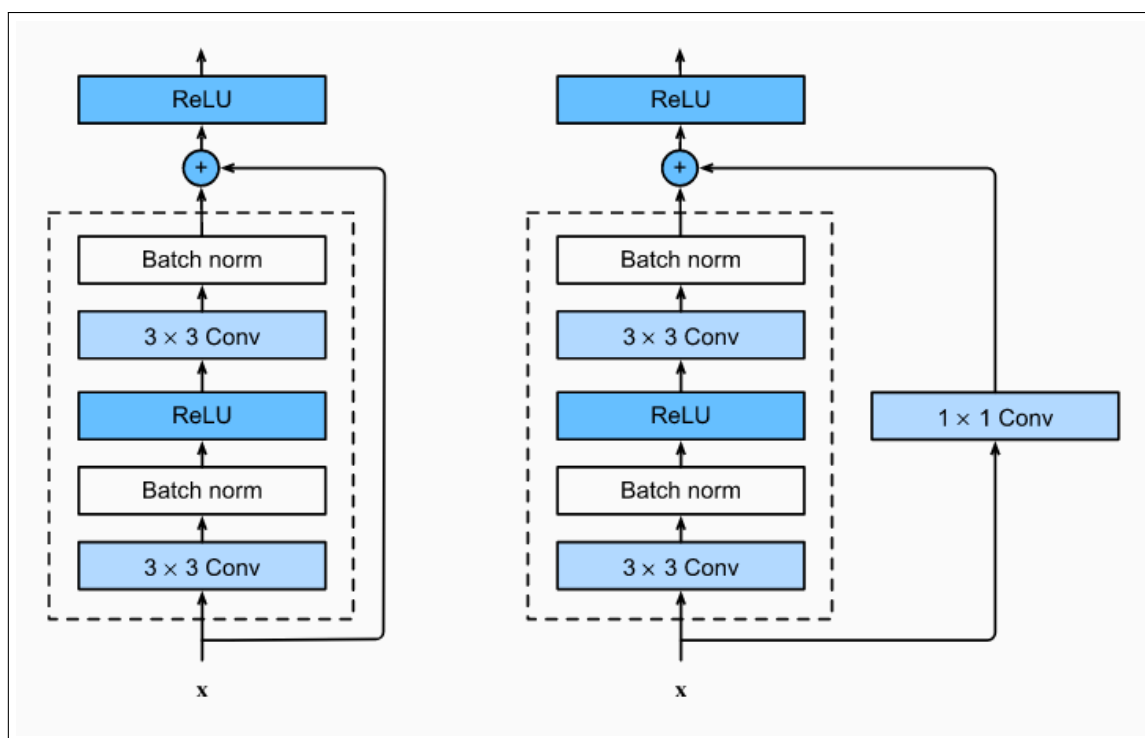 ReLU
+
Batch norm
3 × 3 Conv
ReLU
Batch norm
3 × 3 Conv
x
ReLU
+
Batch norm
3 × 3 Conv
ReLU
Batch norm
3 × 3 Conv
1 × 1 Conv
x